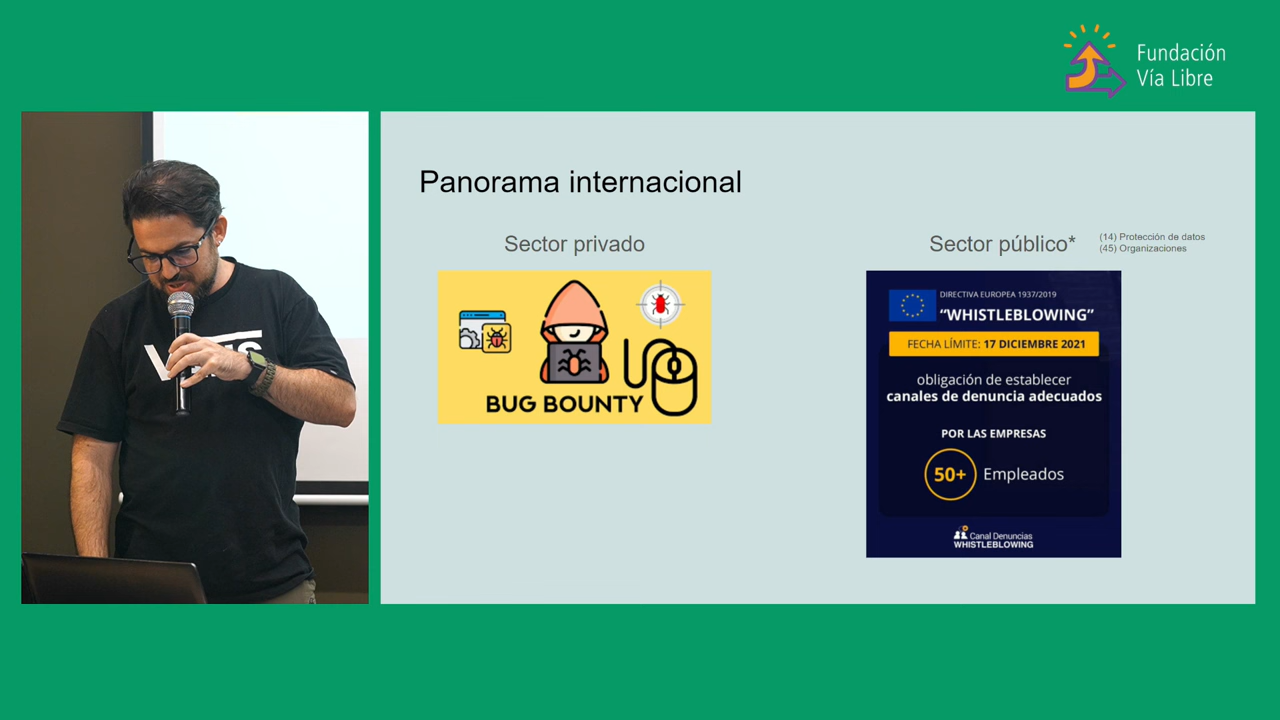 Fundación
Vía Libre
Panorama internacional
Sector privado
BUG BOUNTY
Sector público*
(14) Protección de datos
(45) Organizaciones
DIRECTIVA EUROPEA 1937/2019
“WHISTLEBLOWING”
FECHA LÍMITE: 17 DICIEMBRE 2021
obligación de establecer
canales de denuncia adecuados
POR LAS EMPRESAS
50+ Empleados
Canal Denuncias
WHISTLEBLOWING